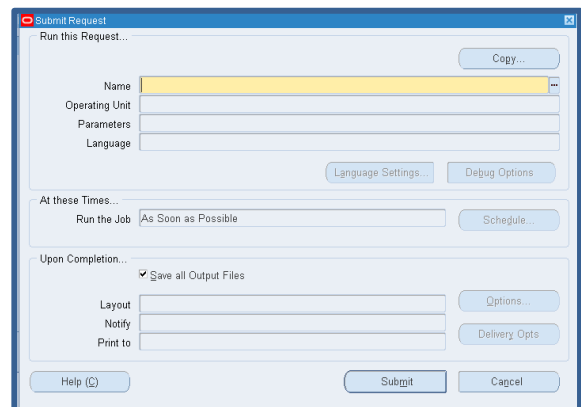 Submit Request
Run this Request...
Copy...
Name
Operating Unit
Parameters
Language
Language Settings... Debug Options
At these Times...
Run the Job As Soon as Possible Schedule...
Upon Completion...
Save all Output Files
Layout Options...
Notify
Print to Delivery Opts
Help (C) Submit Cancel